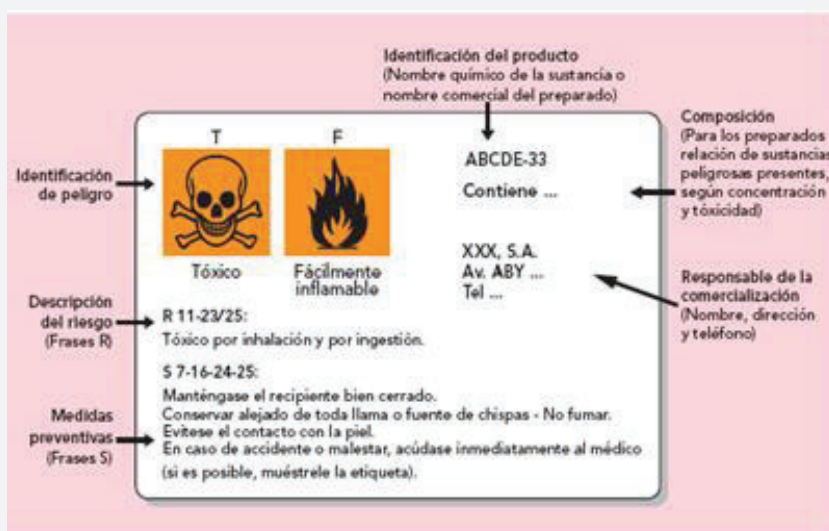 Identificación del producto
(Nombre químico de la sustancia o
nombre comercial del preparado)
Composición
(Para los preparados
relación de sustancias
peligrosas presentes,
según concentración
y tóxicidad)
Identificación
de peligro
T
F
Tóxico
Fácilmente
inflamable
ABCDE-33
Contiene ...
XXX, S.A.
Av. ABY ...
Tel ...
Responsable de la
comercialización
(Nombre, dirección
y teléfono)
Descripción
del riesgo
(Frases R)
R 11-23/25:
Tóxico por inhalación y por ingestión.
S 7-16-24-25:
Manténgase el recipiente bien cerrado.
Conservar alejado de toda llama o fuente de chispas - No fumar.
Evítese el contacto con la piel.
En caso de accidente o malestar, acúdase inmediatamente al médico
(si es posible, muéstrele la etiqueta).
Medidas
preventivas
(Frases S)